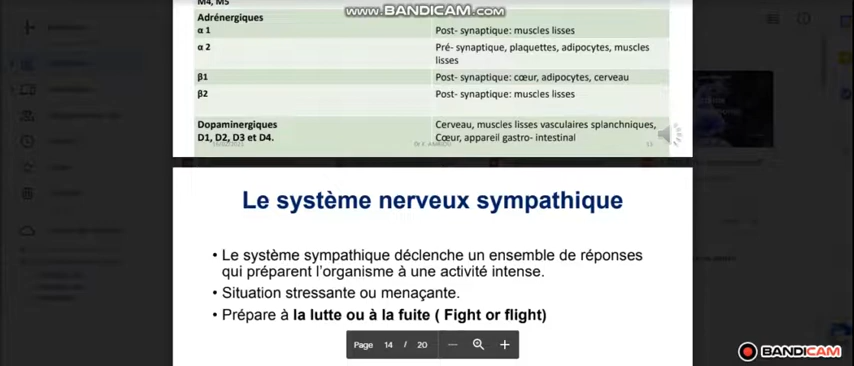 M4, M5
www.BANDICAM.com
Adrénergiques
α 1
Post- synaptique: muscles lisses
α 2
Pré- synaptique, plaquettes, adipocytes, muscles
lisses
β1
Post- synaptique: cœur, adipocytes, cerveau
β2
Post- synaptique: muscles lisses
Dopaminergiques
Cerveau, muscles lisses vasculaires splanchniques,
D1, D2, D3 et D4.
Cœur, appareil gastro- intestinal
13
Le système nerveux sympathique
• Le système sympathique déclenche un ensemble de réponses
qui préparent l'organisme à une activité intense.
• Situation stressante ou menaçante.
• Prépare à la lutte ou à la fuite ( Fight or flight)
Page 14 / 20
BANDICAM